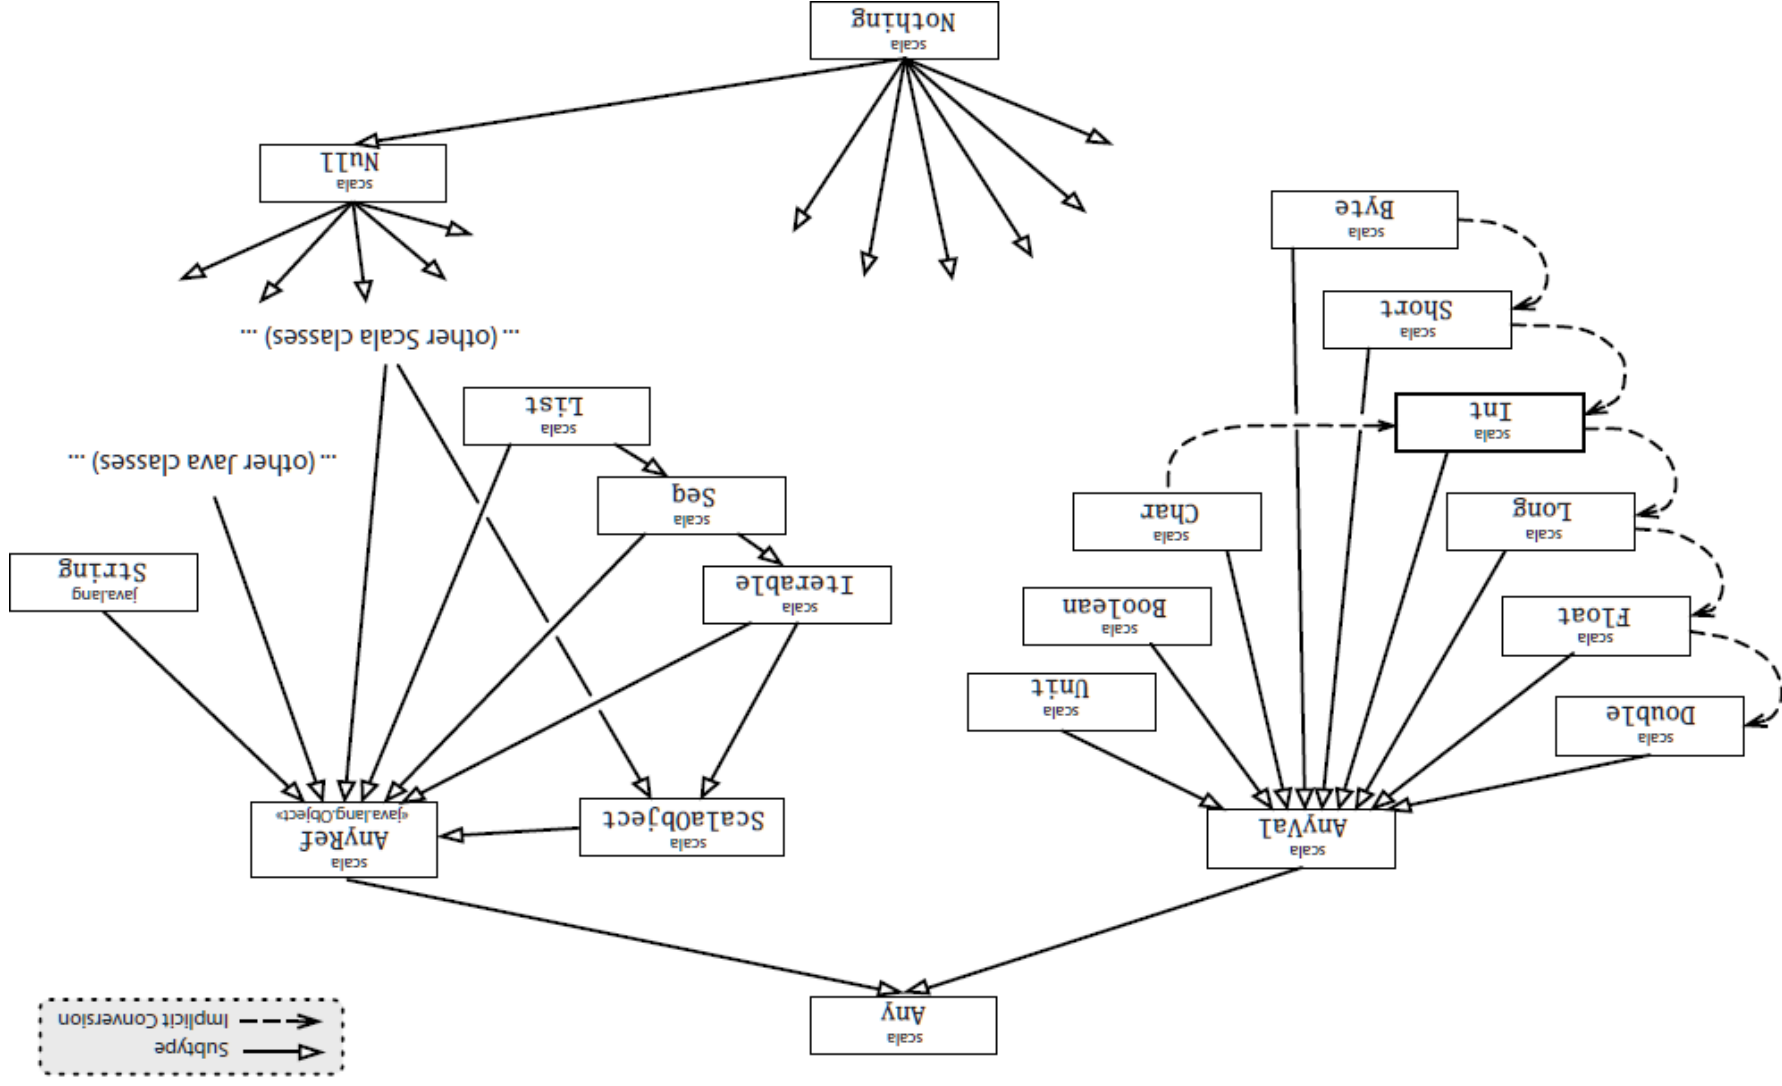 scala
Any
Subtype
Implicit Conversion
scala
AnyVal
scala
ScalaObject
scala
AnyRef
«java.lang.Object»
scala
Double
scala
Unit
scala
Float
scala
Boolean
scala
Iterable
java.lang
String
scala
Long
scala
Char
scala
Seq
... (other Java classes) ...
scala
Int
scala
List
... (other Scala classes) ...
scala
Short
scala
Byte
scala
Null
scala
Nothing